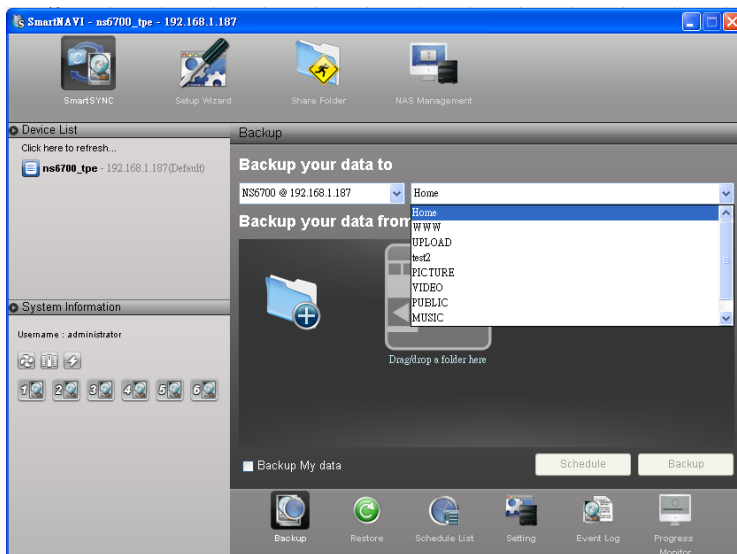 SmartNAVI - ns6700_tpe - 192.168.1.187
SmartSYNC
Setup Wizard
Share Folder
NAS Management
Device List
Click here to refresh...
ns6700_tpe - 192.168.1.187(Default)
System Information
Username : administrator
1 2 3 4 5 6
Backup
Backup your data to
NS6700 @ 192.168.1.187
Home
Home
WWW
UPLOAD
test2
PICTURE
VIDEO
PUBLIC
MUSIC
Backup your data from
Drag/drop a folder here
Backup My data
Schedule
Backup
Backup
Restore
Schedule List
Setting
Event Log
Progress
Monitor